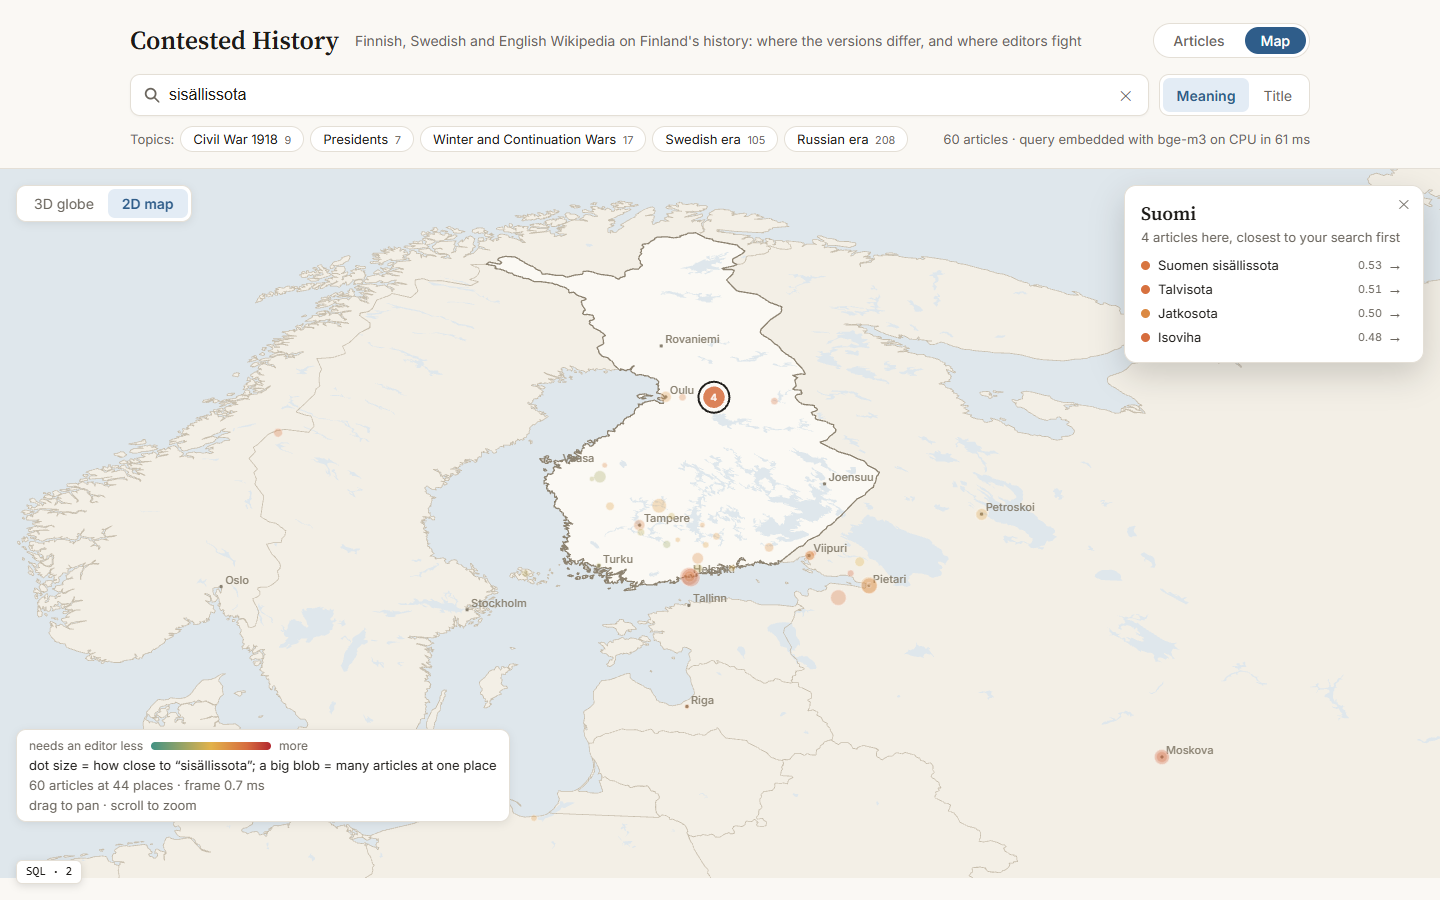 Contested History
Finnish, Swedish and English Wikipedia on Finland's history: where the versions differ, and where editors fight
Articles
Map
sisällissota
Meaning
Title
Topics:
Civil War 1918 9
Presidents 7
Winter and Continuation Wars 17
Swedish era 105
Russian era 208
60 articles · query embedded with bge-m3 on CPU in 61 ms
3D globe
2D map
Suomi
4 articles here, closest to your search first
Suomen sisällissota 0.53 →
Talvisota 0.51 →
Jatkosota 0.50 →
Isoviha 0.48 →
Rovaniemi
Oulu
4
Vaasa
Joensuu
Petroskoi
Tampere
Viipuri
Turku
Helsinki
Pietari
Oslo
Tallinn
Stockholm
Riga
Moskova
needs an editor less
more
dot size = how close to “sisällissota”; a big blob = many articles at one place
60 articles at 44 places · frame 0.7 ms
drag to pan · scroll to zoom
SQL · 2